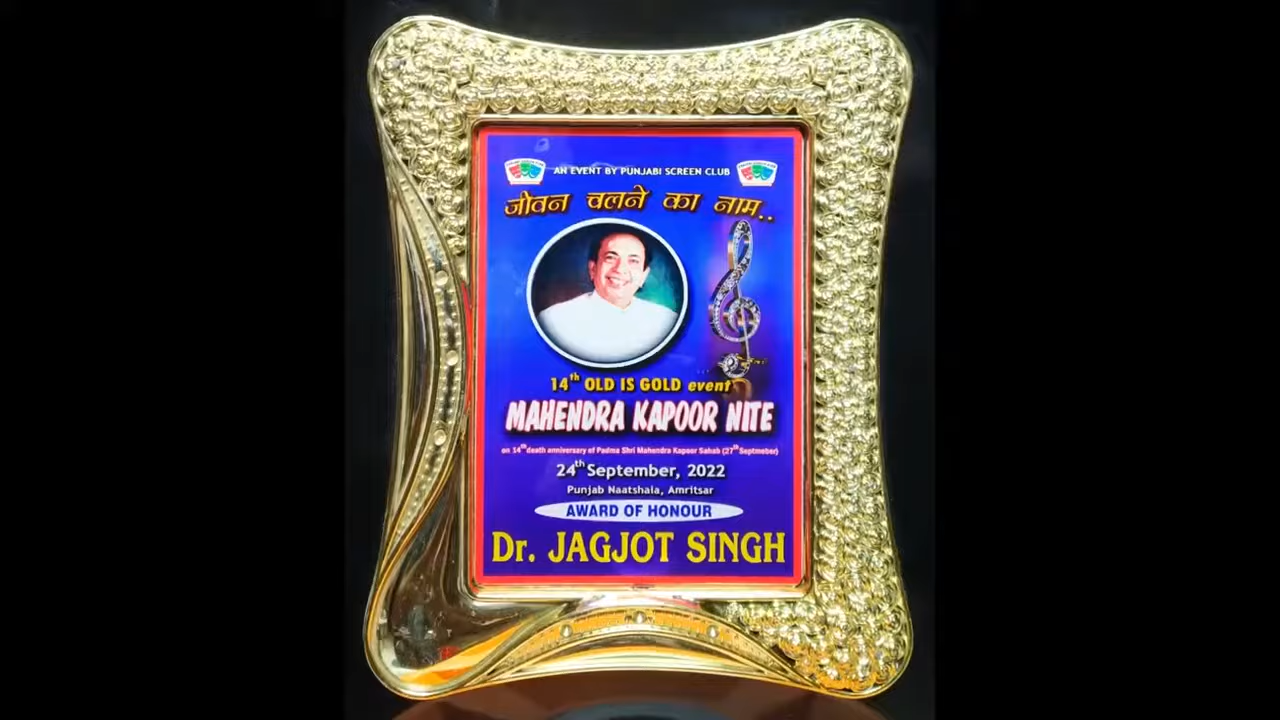 AN EVENT BY PUNJABI SCREEN CLUB
जीवन चलने का नाम..
14th OLD IS GOLD event
MAHENDRA KAPOOR NITE
on 14th death anniversary of Padma Shri Mahendra Kapoor Sahab (27th Septmeber)
24th September, 2022
Punjab Naatshala, Amritsar
AWARD OF HONOUR
Dr. JAGJOT SINGH